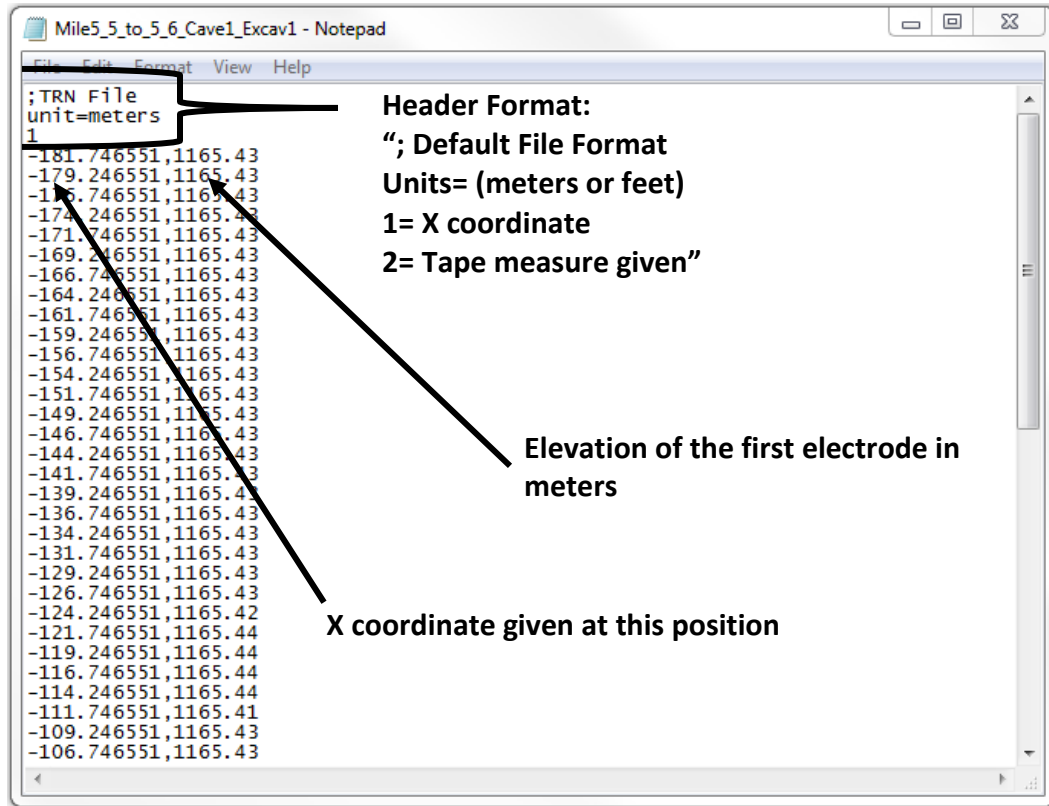 Mile5_5_to_5_6_Cave1_Excav1 - Notepad
File Edit Format View Help
;TRN File
unit=meters
1
-181.746551,1165.43
-179.246551,1165.43
-176.746551,1165.43
-174.246551,1165.43
-171.746551,1165.43
-169.246551,1165.43
-166.746551,1165.43
-164.246551,1165.43
-161.746551,1165.43
-159.246551,1165.43
-156.746551,1165.43
-154.246551,1165.43
-151.746551,1165.43
-149.246551,1165.43
-146.746551,1165.43
-144.246551,1165.43
-141.746551,1165.43
-139.246551,1165.43
-136.746551,1165.43
-134.246551,1165.43
-131.746551,1165.43
-129.246551,1165.43
-126.746551,1165.43
-124.246551,1165.42
-121.746551,1165.44
-119.246551,1165.44
-116.746551,1165.44
-114.246551,1165.44
-111.746551,1165.41
-109.246551,1165.43
-106.746551,1165.43
Header Format:
“; Default File Format
Units= (meters or feet)
1= X coordinate
2= Tape measure given”
Elevation of the first electrode in
meters
X coordinate given at this position